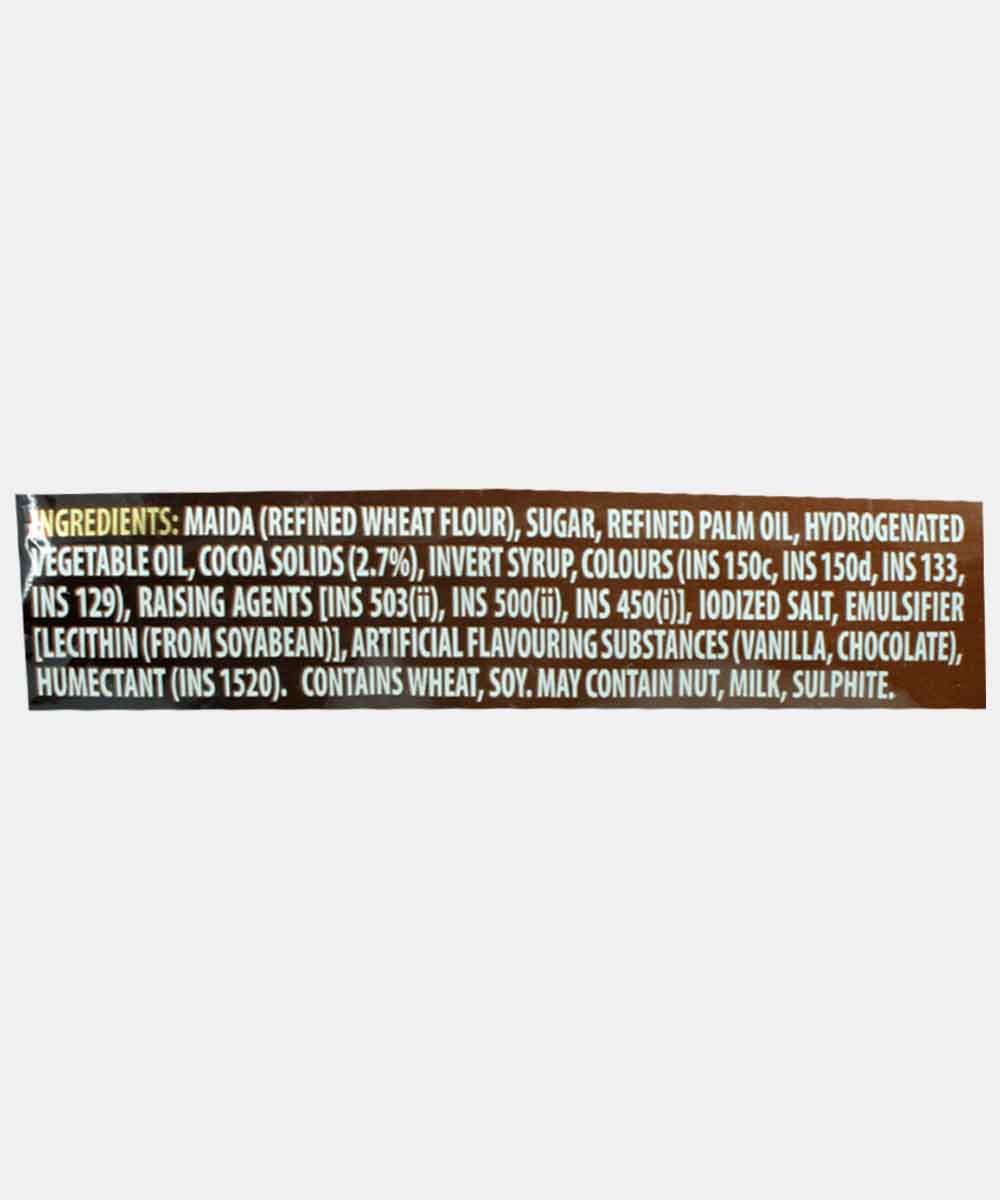 INGREDIENTS: MAIDA (REFINED WHEAT FLOUR), SUGAR, REFINED PALM OIL, HYDROGENATED
VEGETABLE OIL, COCOA SOLIDS (2.7%), INVERT SYRUP, COLOURS (INS 150c, INS 150d, INS 133,
INS 129), RAISING AGENTS [INS 503(ii), INS 500(ii), INS 450(i)], IODIZED SALT, EMULSIFIER
[LECITHIN (FROM SOYABEAN)], ARTIFICIAL FLAVOURING SUBSTANCES (VANILLA, CHOCOLATE),
HUMECTANT (INS 1520). CONTAINS WHEAT, SOY. MAY CONTAIN NUT, MILK, SULPHITE.